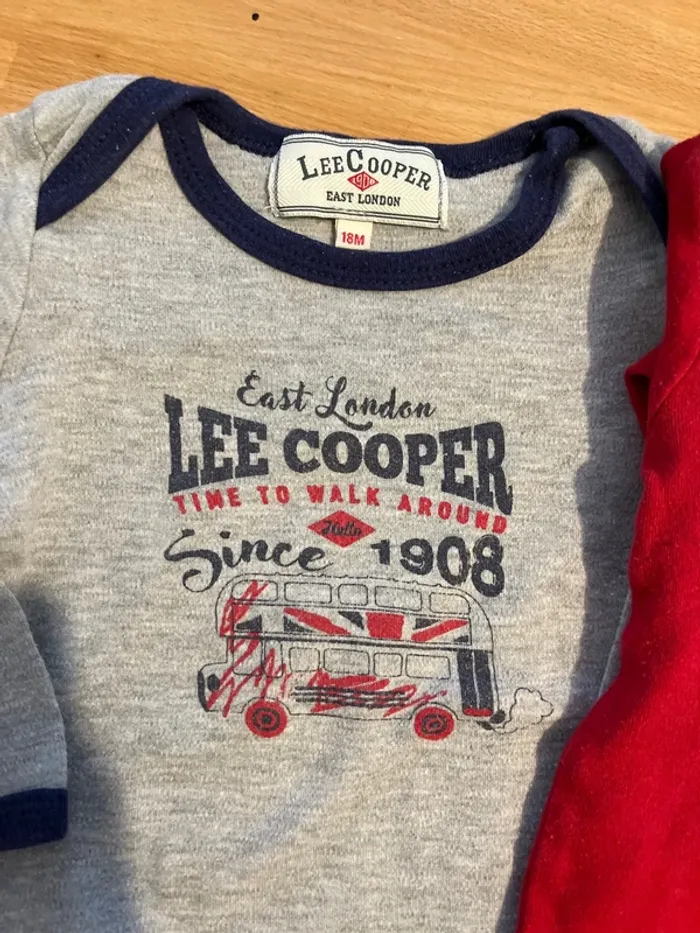 LEE COOPER
1908
EAST LONDON
18M
East London
LEE COOPER
TIME TO WALK AROUND
Hello
Since 1908